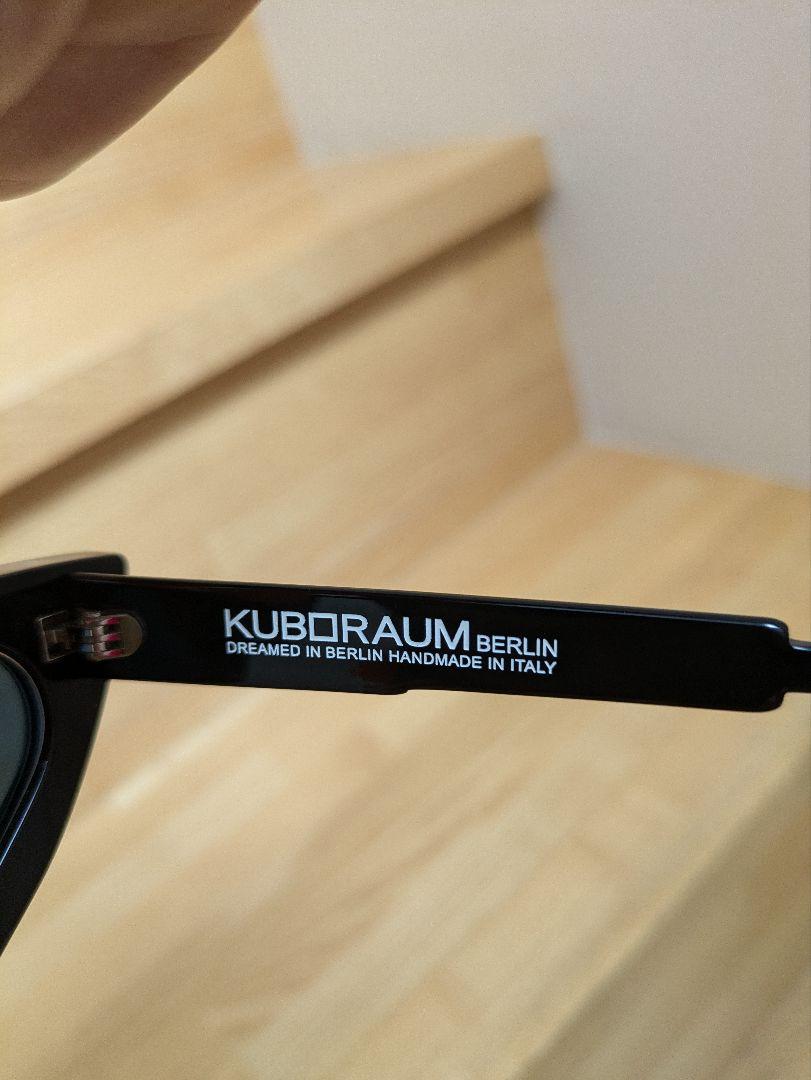 KUBORAUM BERLIN
DREAMED IN BERLIN HANDMADE IN ITALY